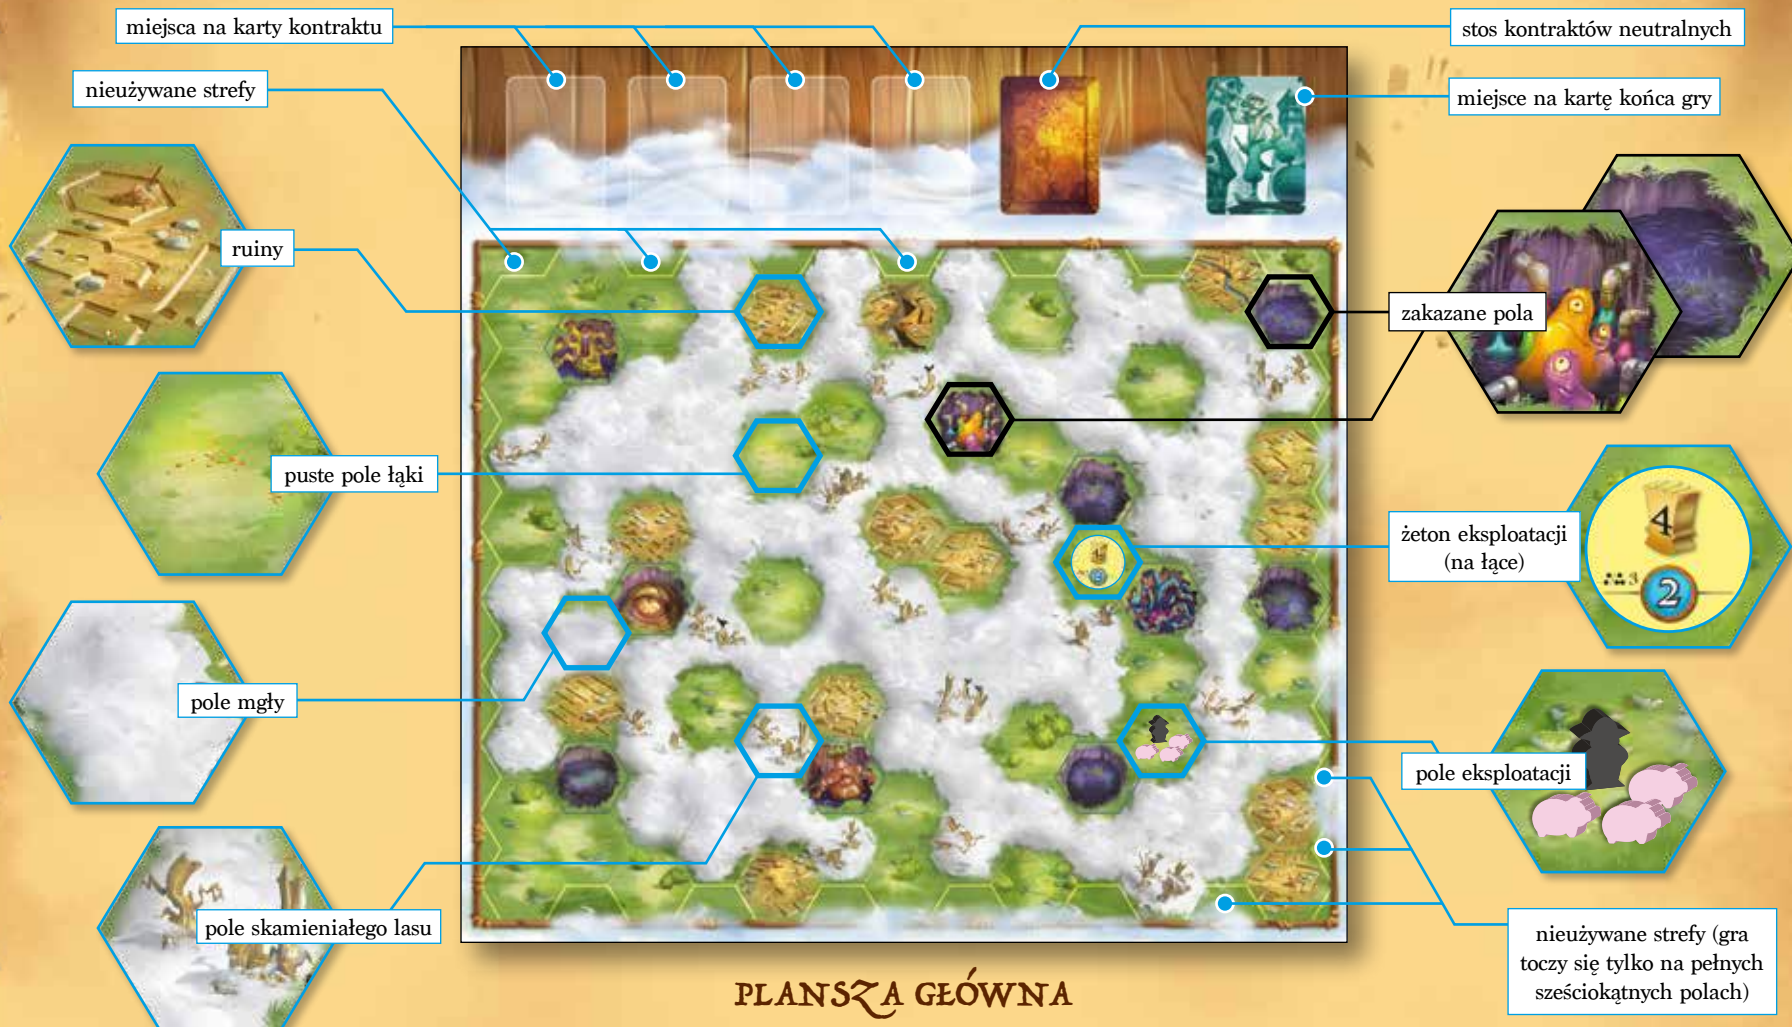 miejsca na karty kontraktu
stos kontraktów neutralnych
nieużywane strefy
miejsce na kartę końca gry
ruiny
zakazane pola
puste pole łąki
żeton eksploatacji
(na łące)
4
3
2
pole mgły
pole eksploatacji
pole skamieniałego lasu
nieużywane strefy (gra
toczy się tylko na pełnych
sześciokątnych polach)
PLANSZA GŁÓWNA